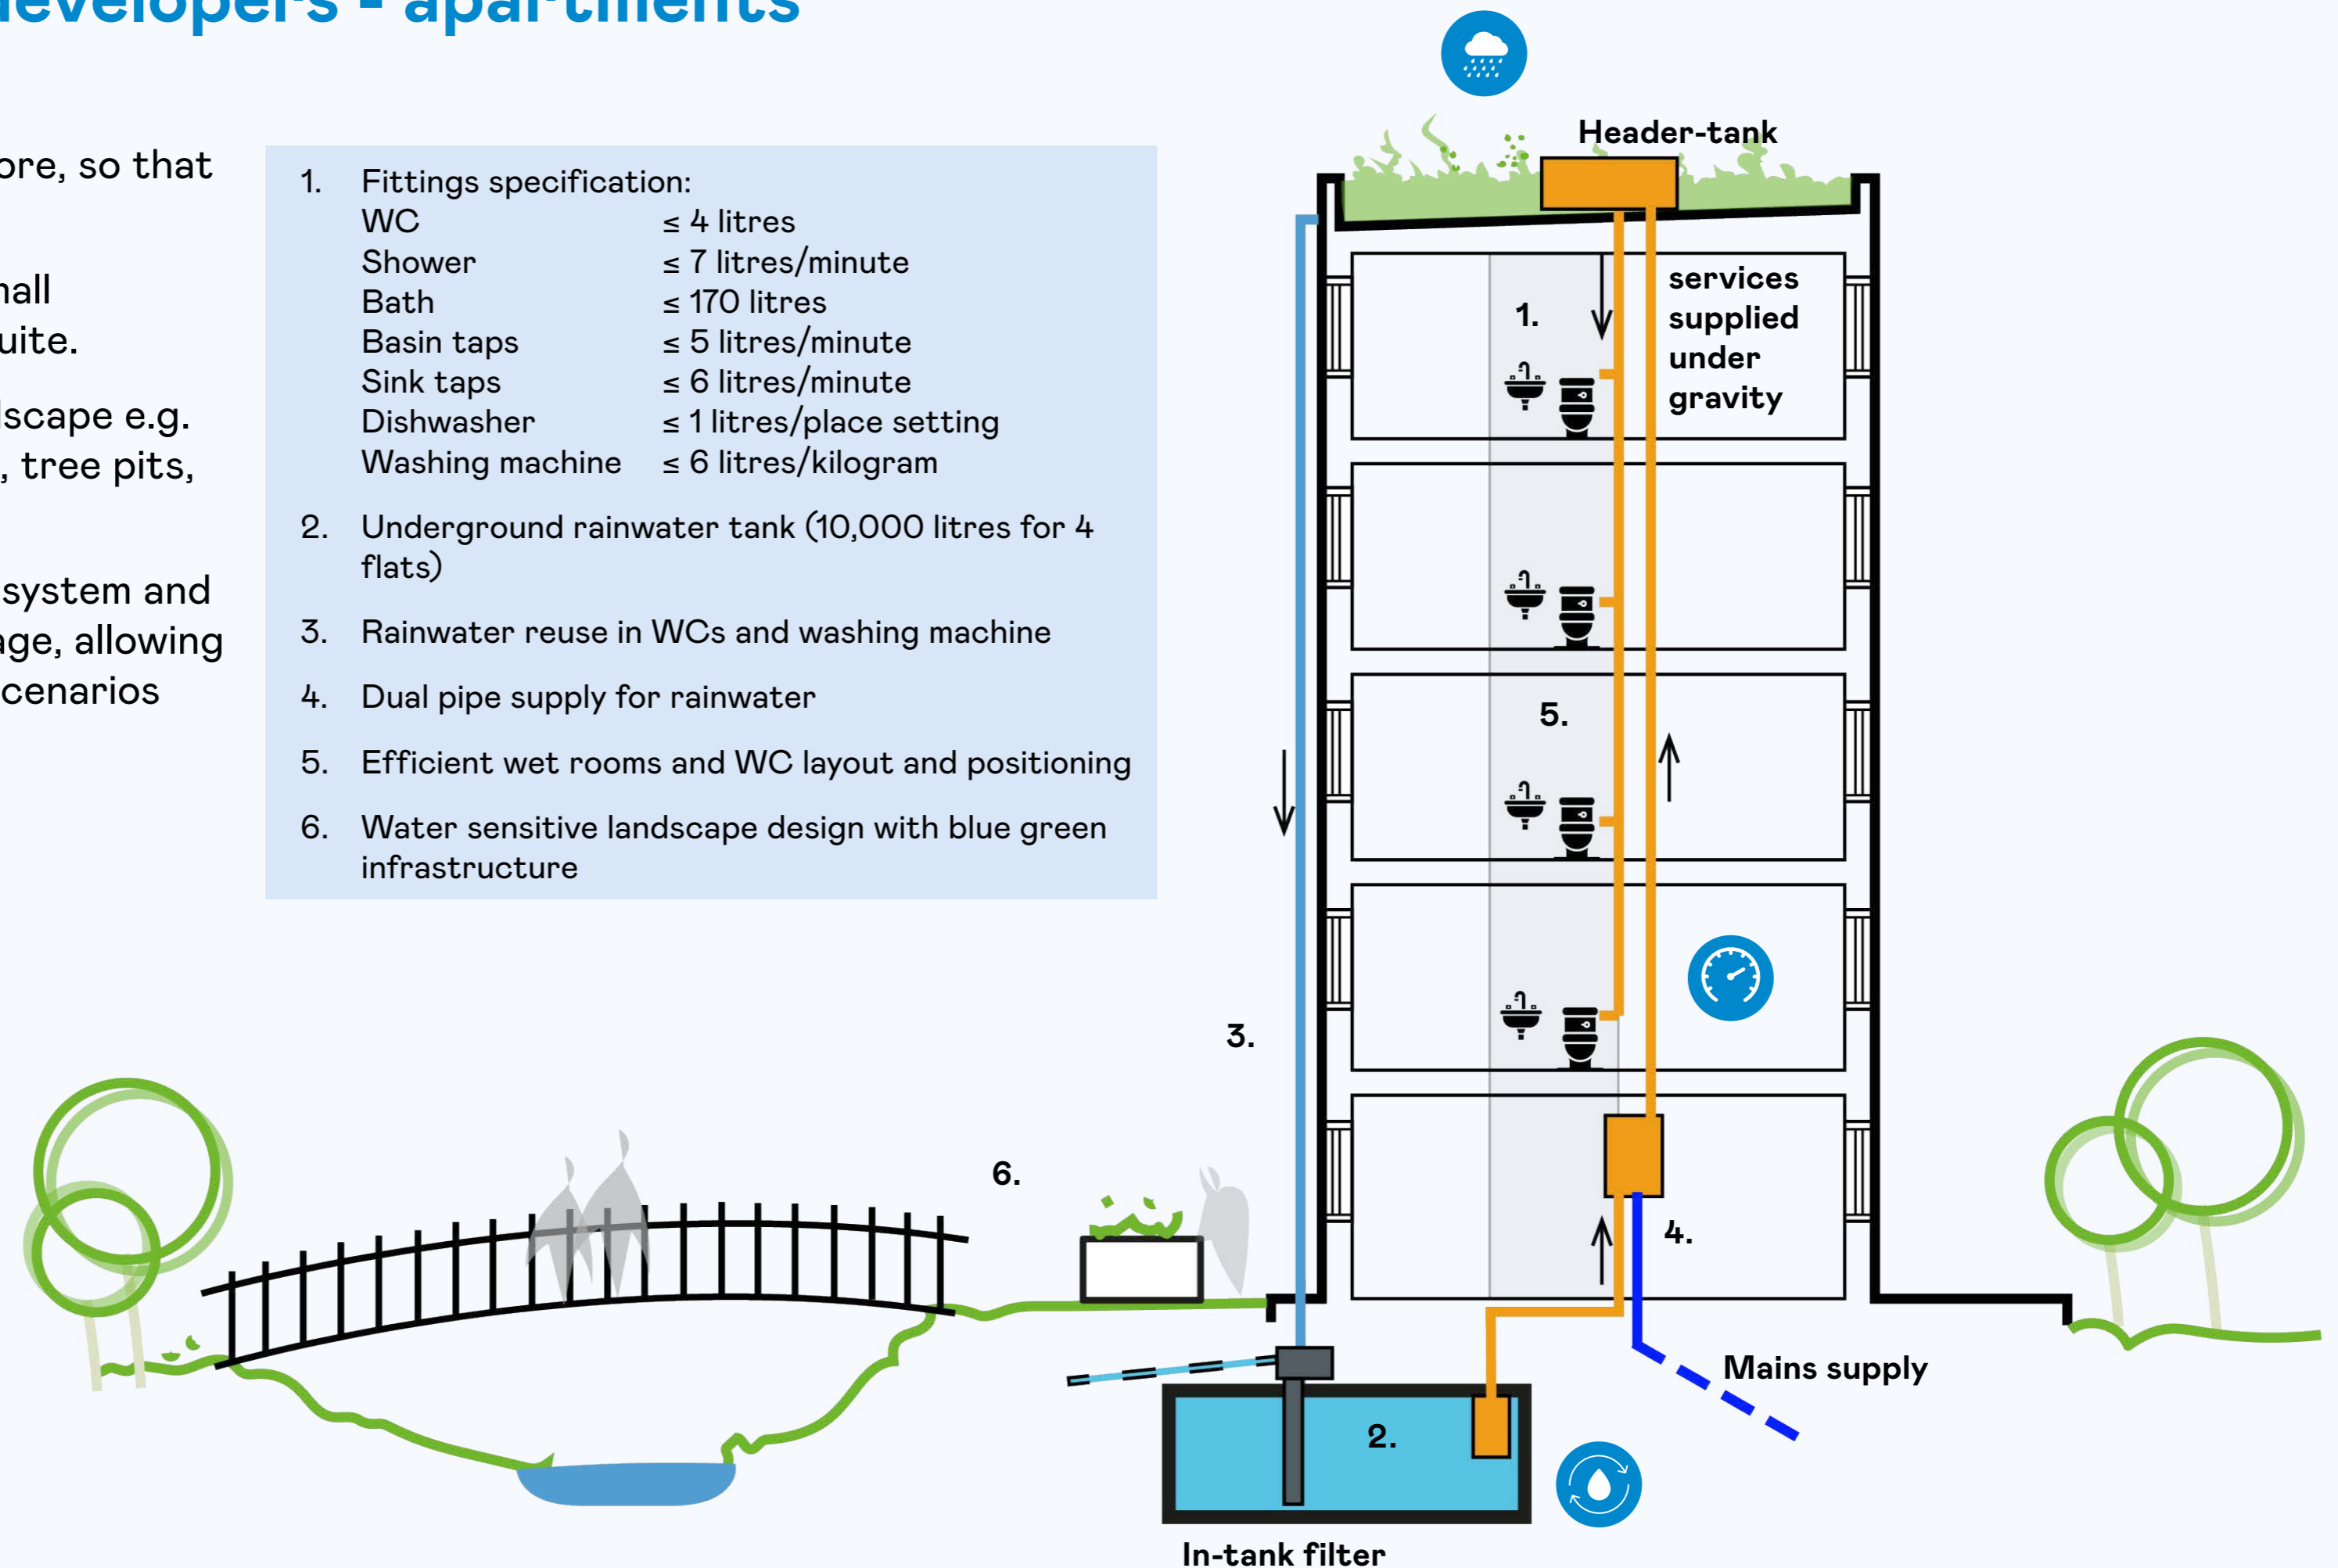 developers - apartments
ore, so that
uite.
dscape e.g.
, tree pits,
system and
age, allowing
cenarios
1. Fittings specification:
WC ≤ 4 litres
Shower ≤ 7 litres/minute
Bath ≤ 170 litres
Basin taps ≤ 5 litres/minute
Sink taps ≤ 6 litres/minute
Dishwasher ≤ 1 litres/place setting
Washing machine ≤ 6 litres/kilogram
2. Underground rainwater tank (10,000 litres for 4
flats)
3. Rainwater reuse in WCs and washing machine
4. Dual pipe supply for rainwater
5. Efficient wet rooms and WC layout and positioning
6. Water sensitive landscape design with blue green
infrastructure
Header-tank
1.
services
supplied
under
gravity
5.
3.
6.
4.
Mains supply
2.
In-tank filter